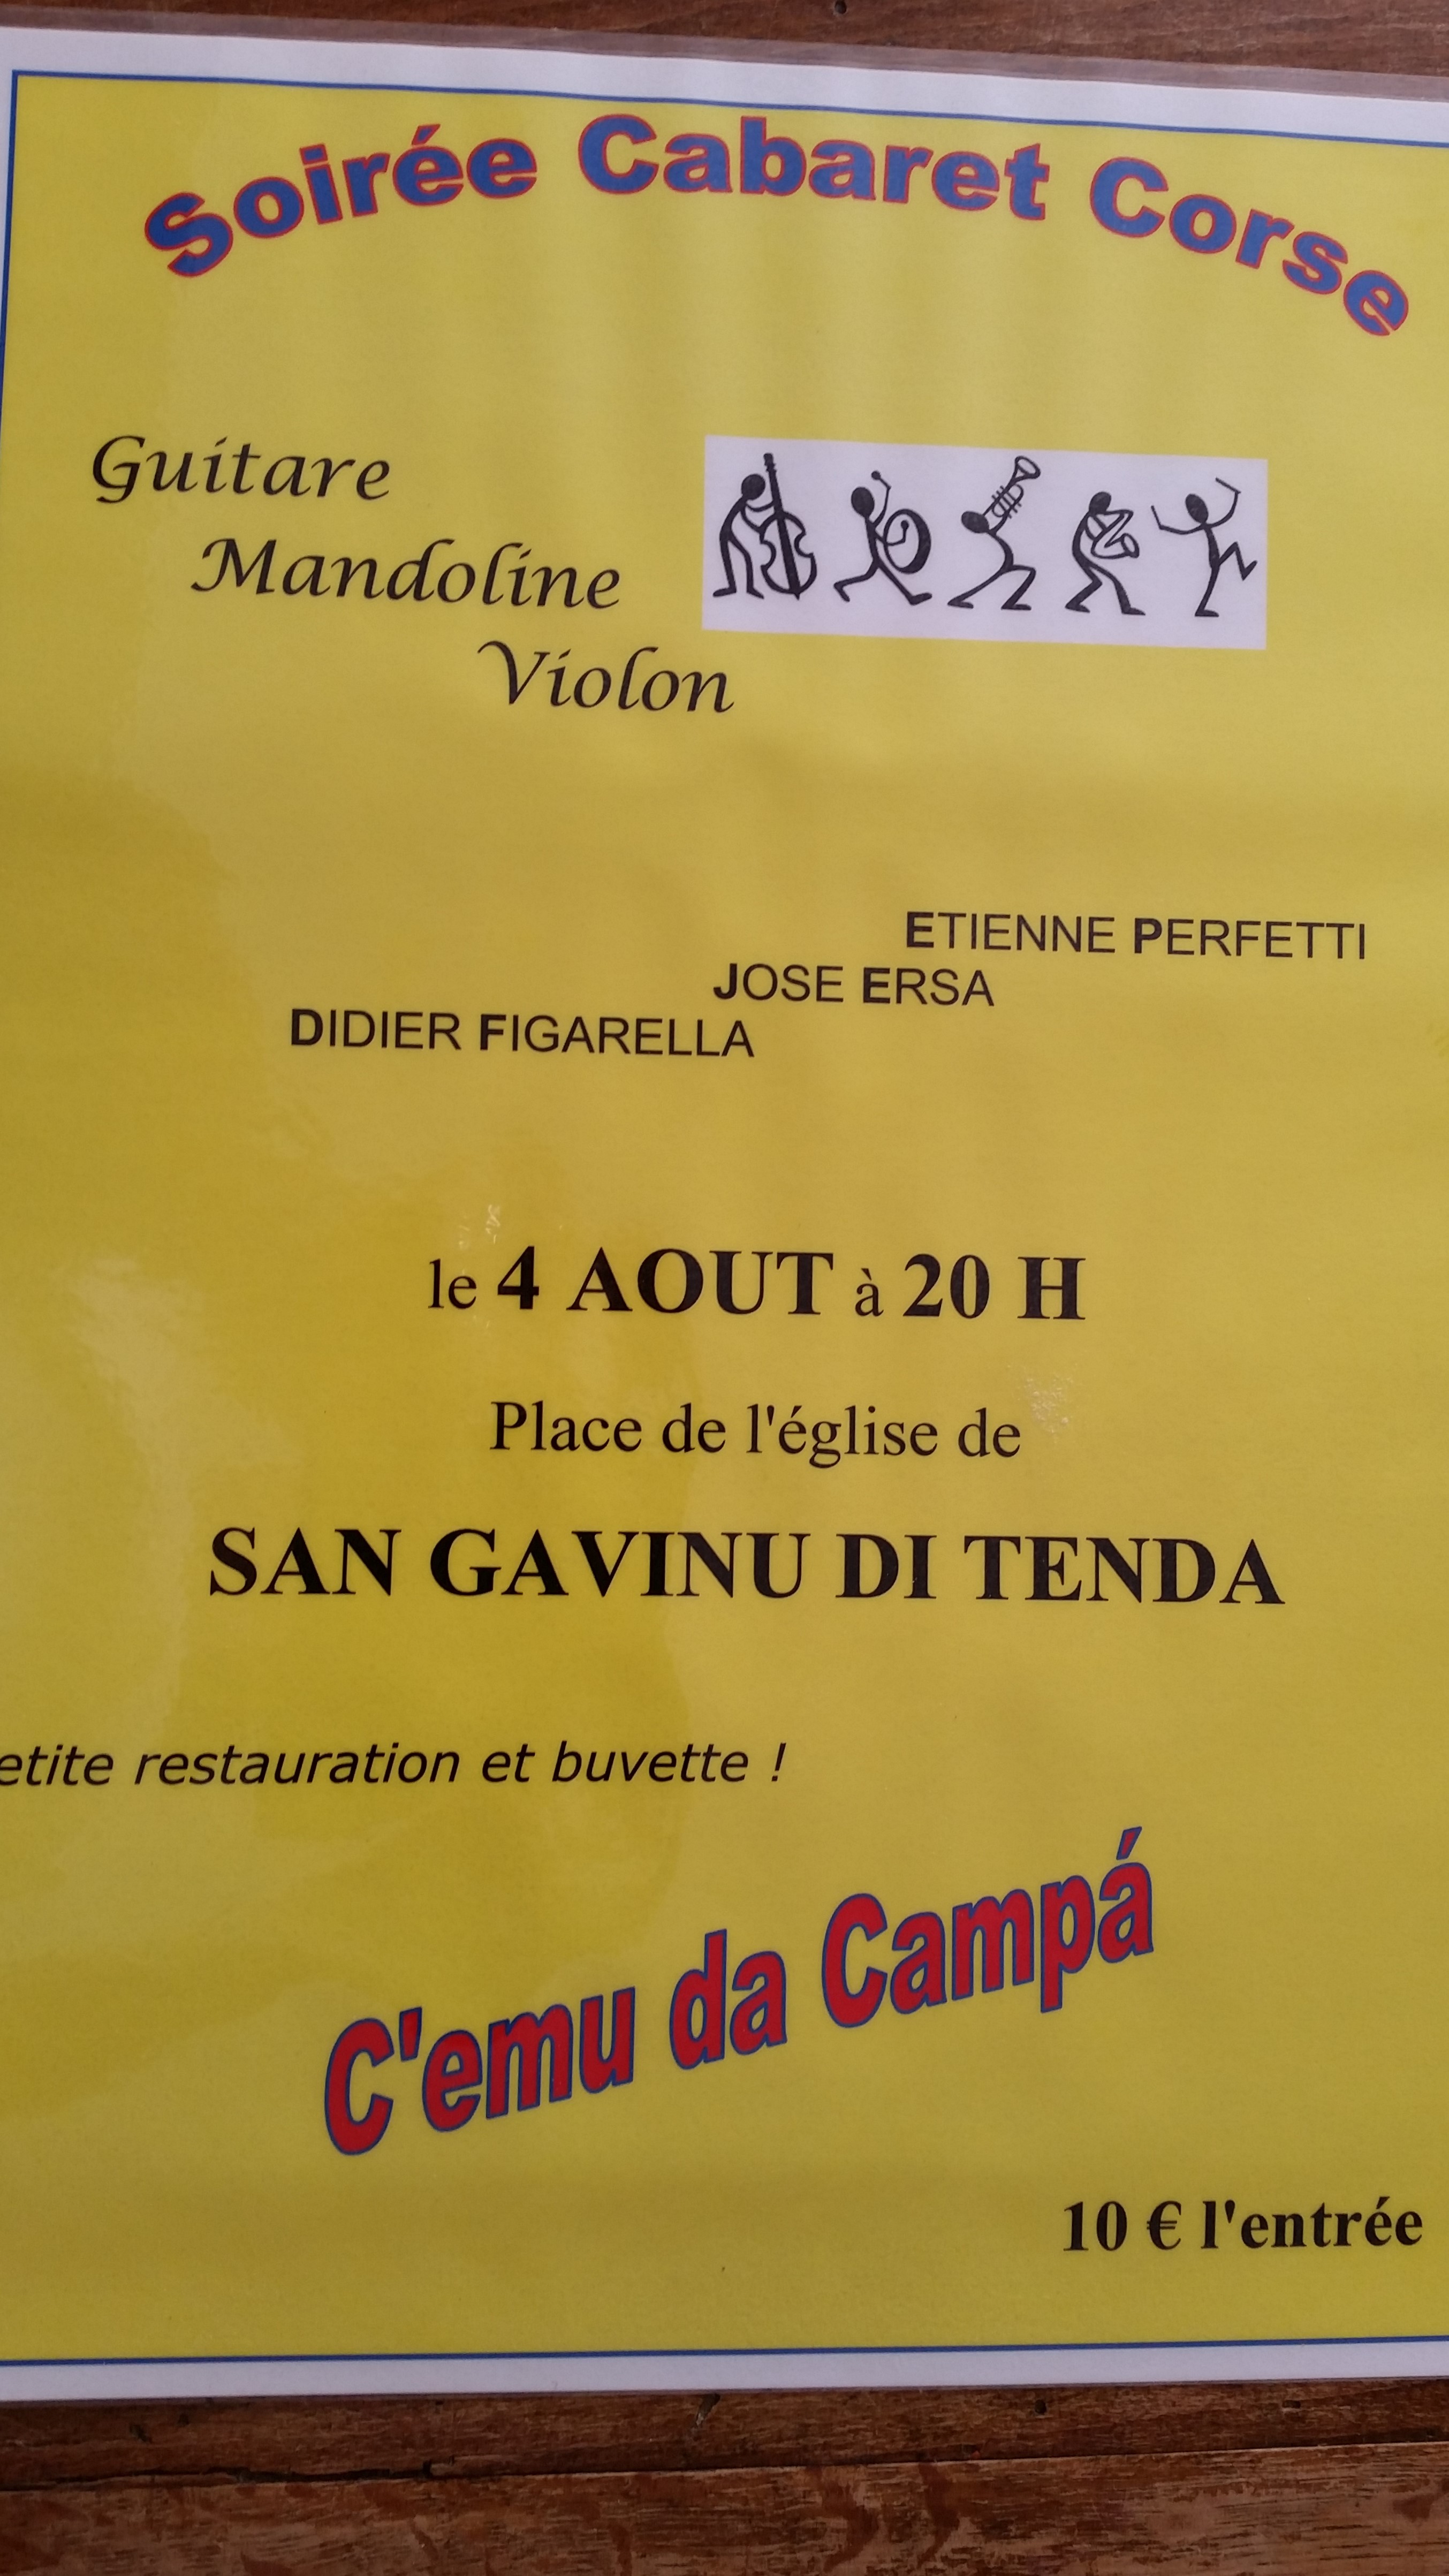 Soirée Cabaret Corse
Guitare
Mandoline
Violon
ETIENNE PERFETTI
JOSE ERSA
DIDIER FIGARELLA
le 4 AOUT à 20 H
Place de l'église de
SAN GAVINU DI TENDA
etite restauration et buvette !
C'emu da Campá
10 € l'entrée